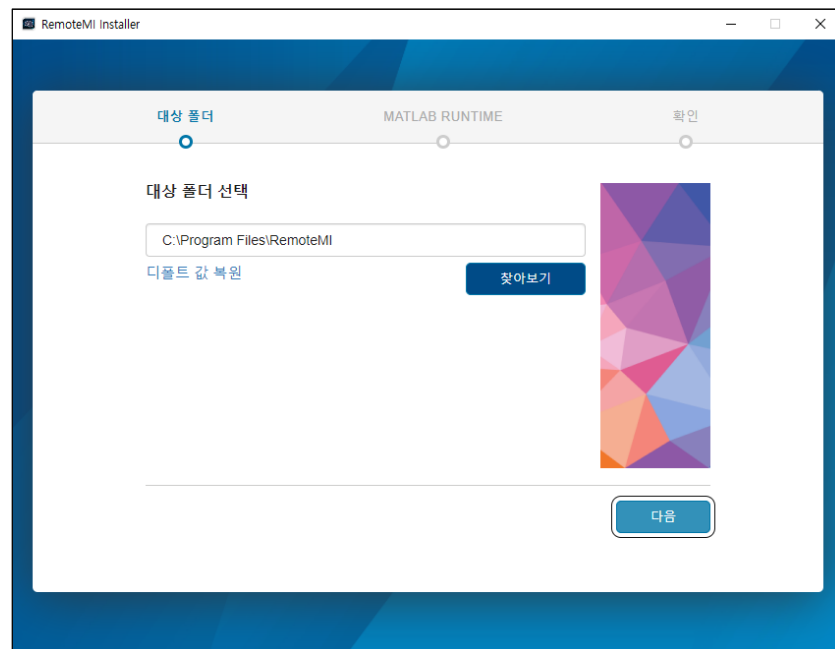 RemoteMI Installer
대상 폴더
MATLAB RUNTIME
확인
대상 폴더 선택
C:\Program Files\RemoteMI
디폴트 값 복원
찾아보기
다음